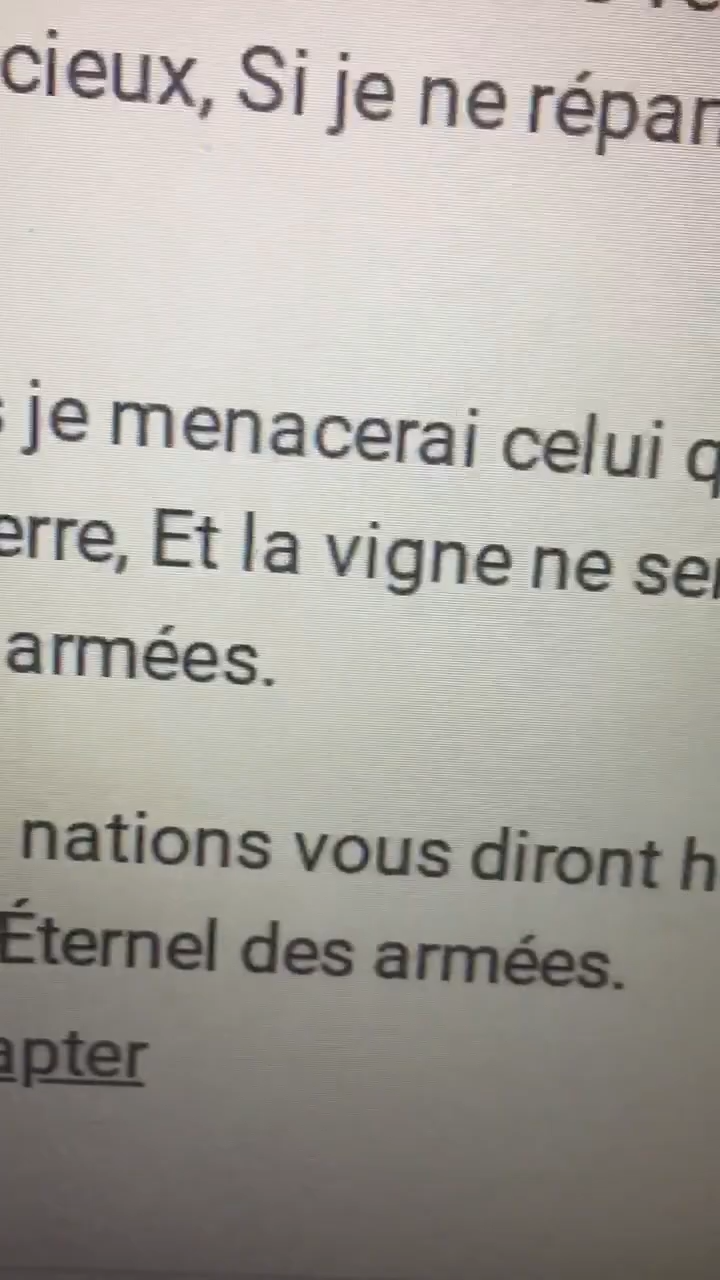 cieux, Si je ne répan
je menacerai celui q
erre, Et la vigne ne ser
armées.
nations vous diront h
Éternel des armées.
apter